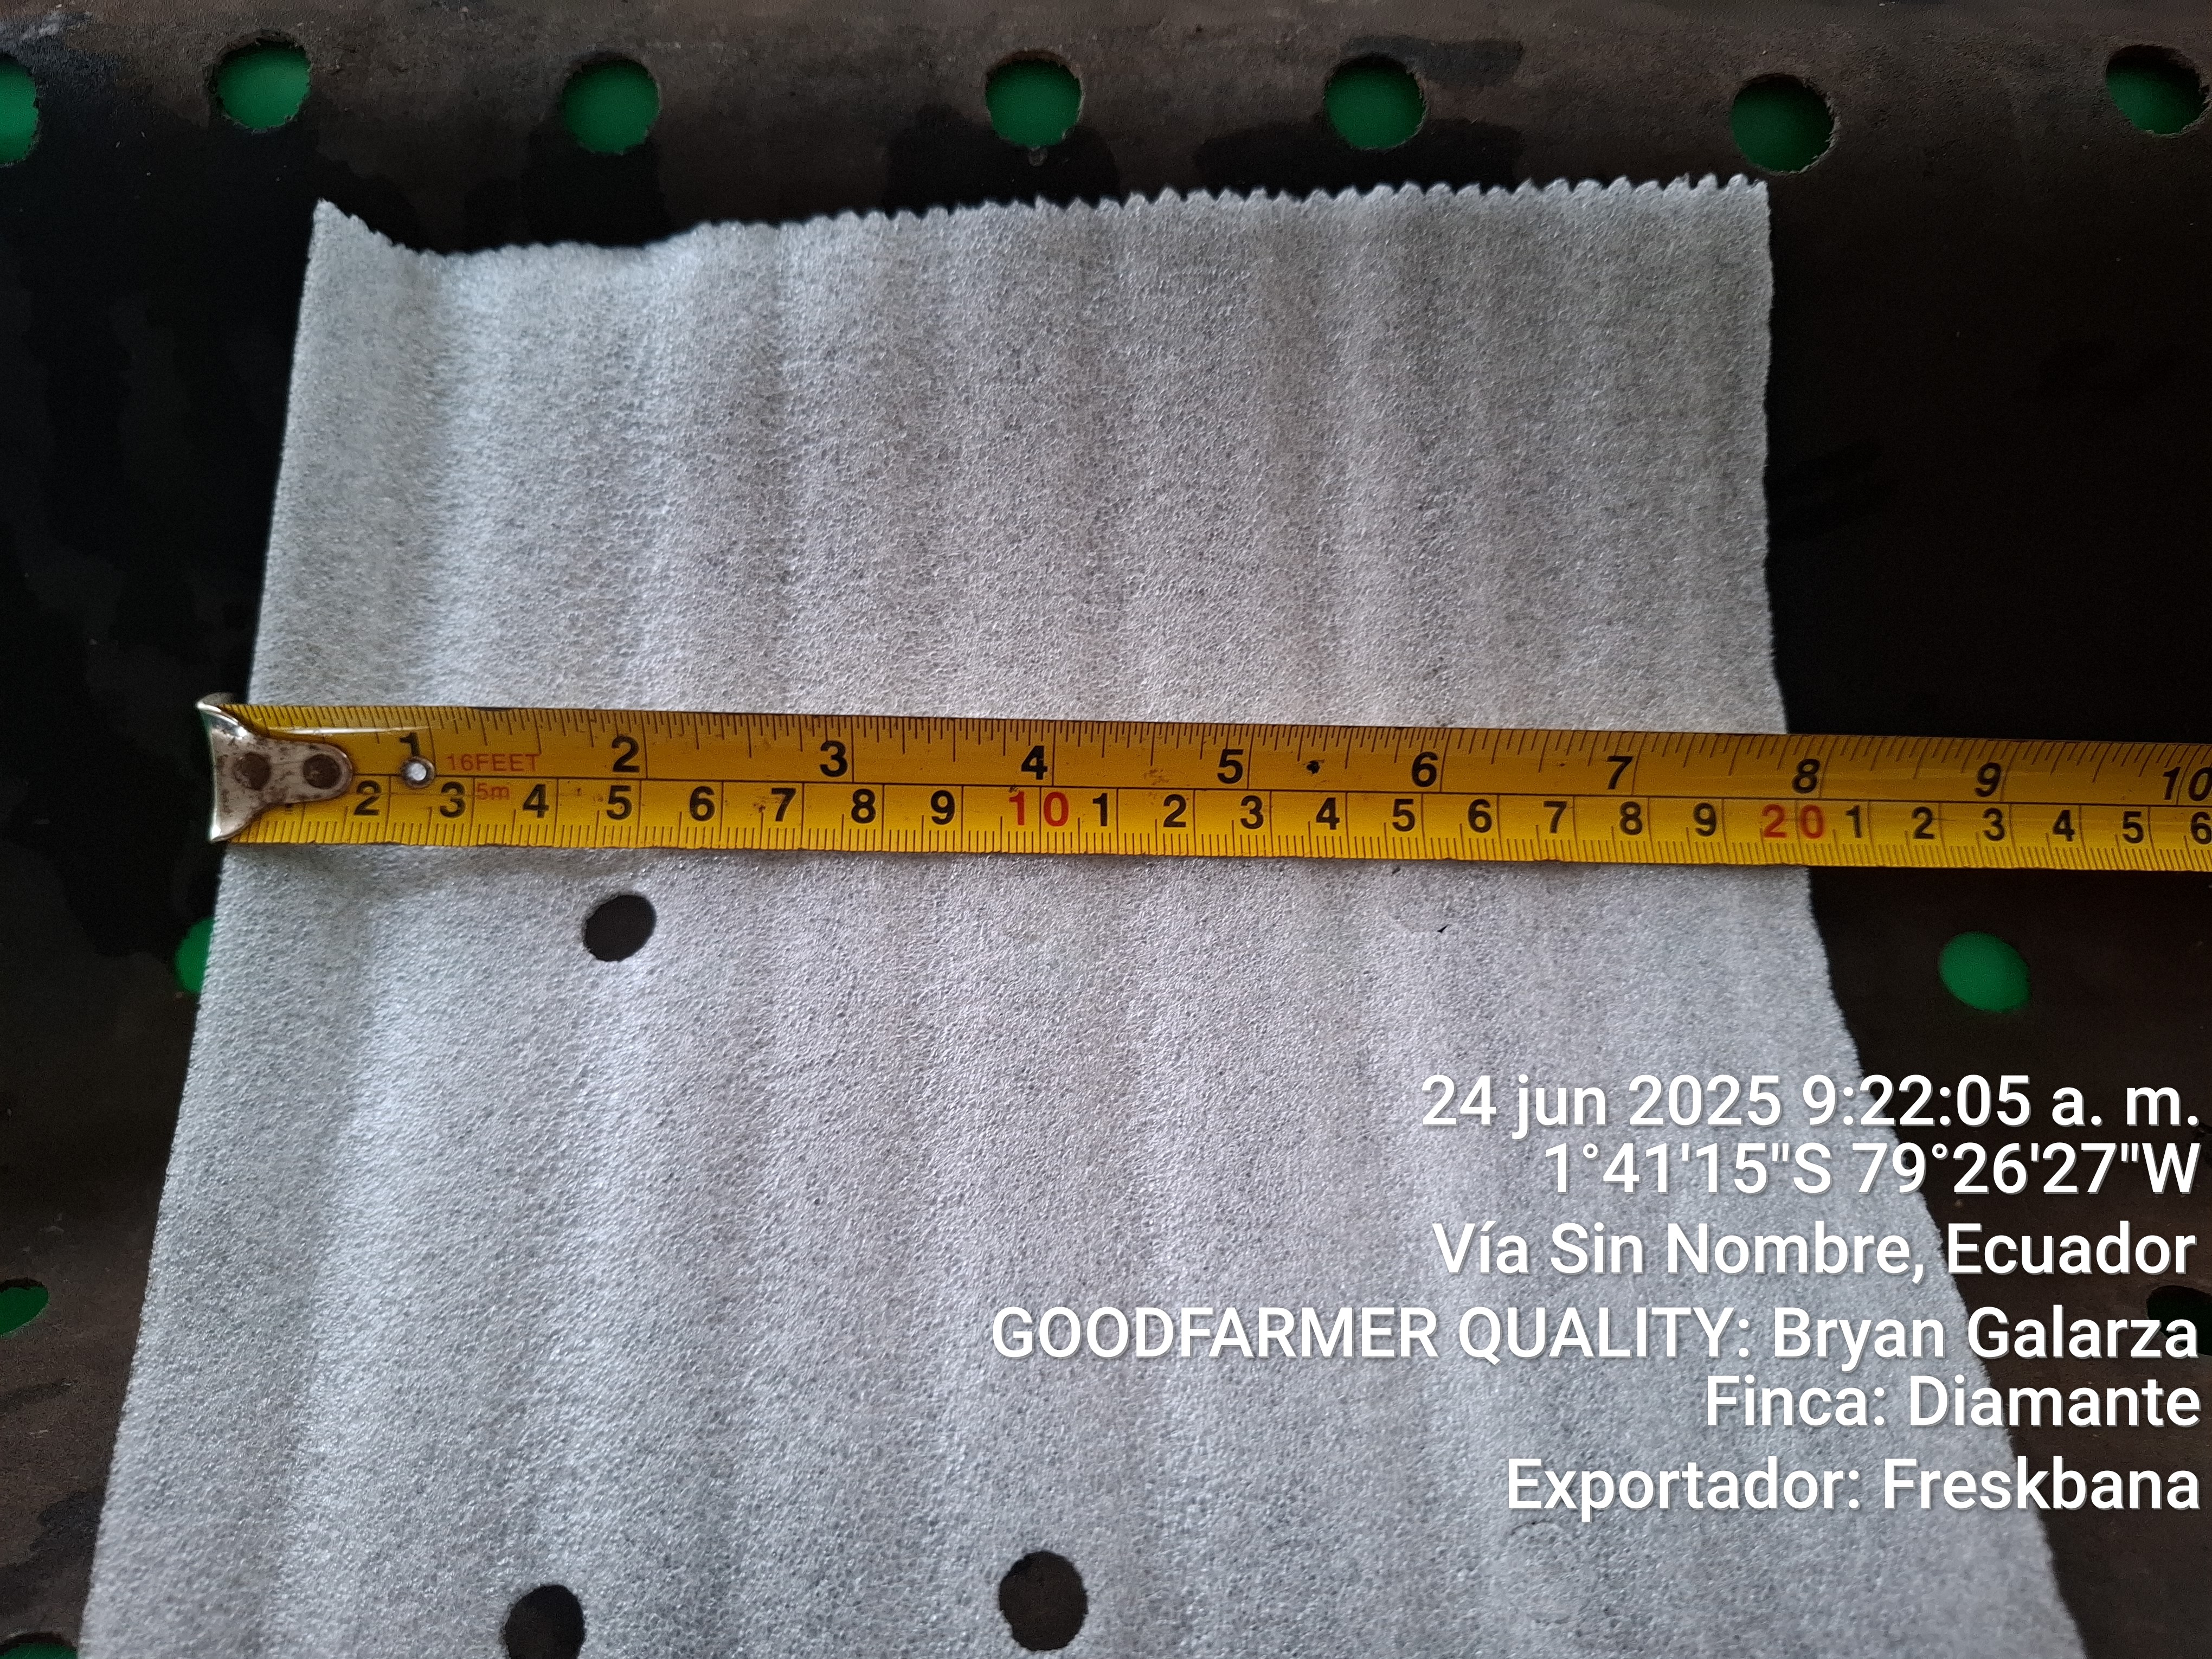 1 16FEET 2 3 4 5 6 7 8 9 10
2 3 5m 4 5 6 7 8 9 10 1 2 3 4 5 6 7 8 9 20 1 2 3 4 5 6
24 jun 2025 9:22:05 a. m.
1°41'15"S 79°26'27"W
Vía Sin Nombre, Ecuador
GOODFARMER QUALITY: Bryan Galarza
Finca: Diamante
Exportador: Freskbana